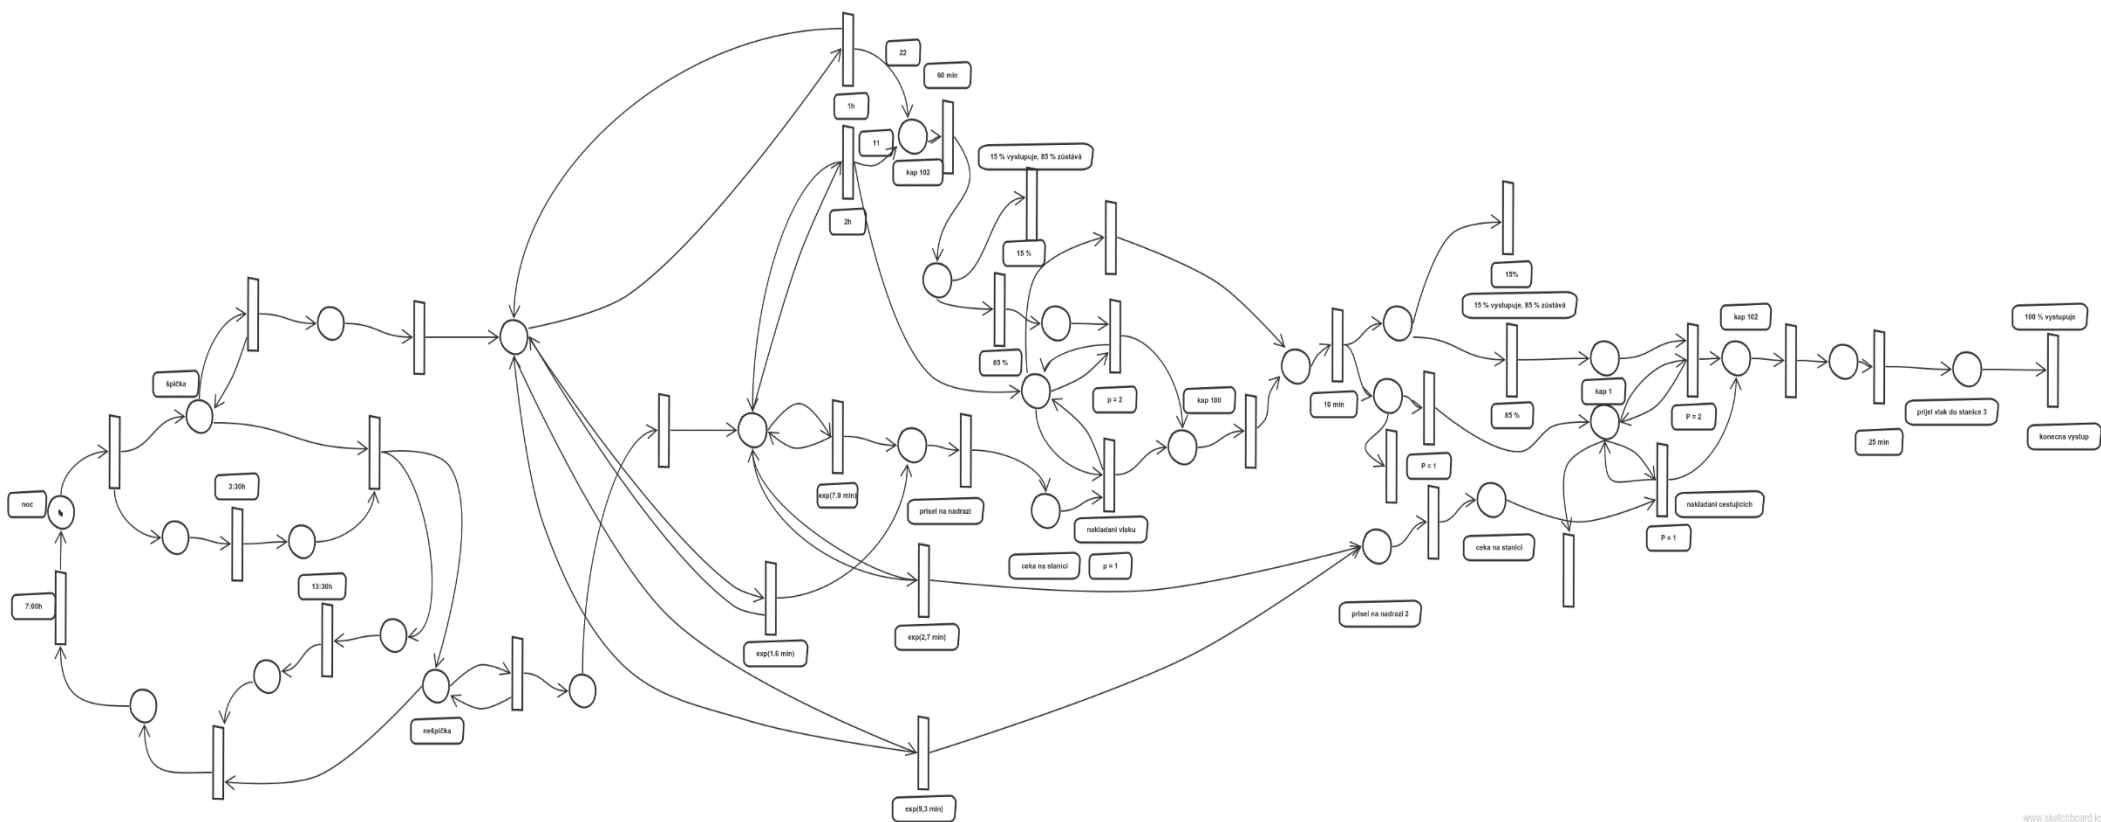 22
60 min
1h
11
kap 102
2h
15 % vystupuje, 85 % zůstává
15 %
15%
15 % vystupuje, 85 % zůstává
kap 102
100 % vystupuje
85 %
p = 2
kap 100
10 min
85 %
kap 1
P = 2
25 min
prijel vlak do stanice 3
konecna vystup
špička
noc
3:30h
13:30h
7:00h
nešpička
exp(7.9 min)
prisel na nadrazi
nakladani vlaku
ceka na stanici
p = 1
P = 1
ceka na stanici
nakladani cestujicich
P = 1
prisel na nadrazi 2
exp(1.6 min)
exp(2,7 min)
exp(9,3 min)
www.sketchboard.io